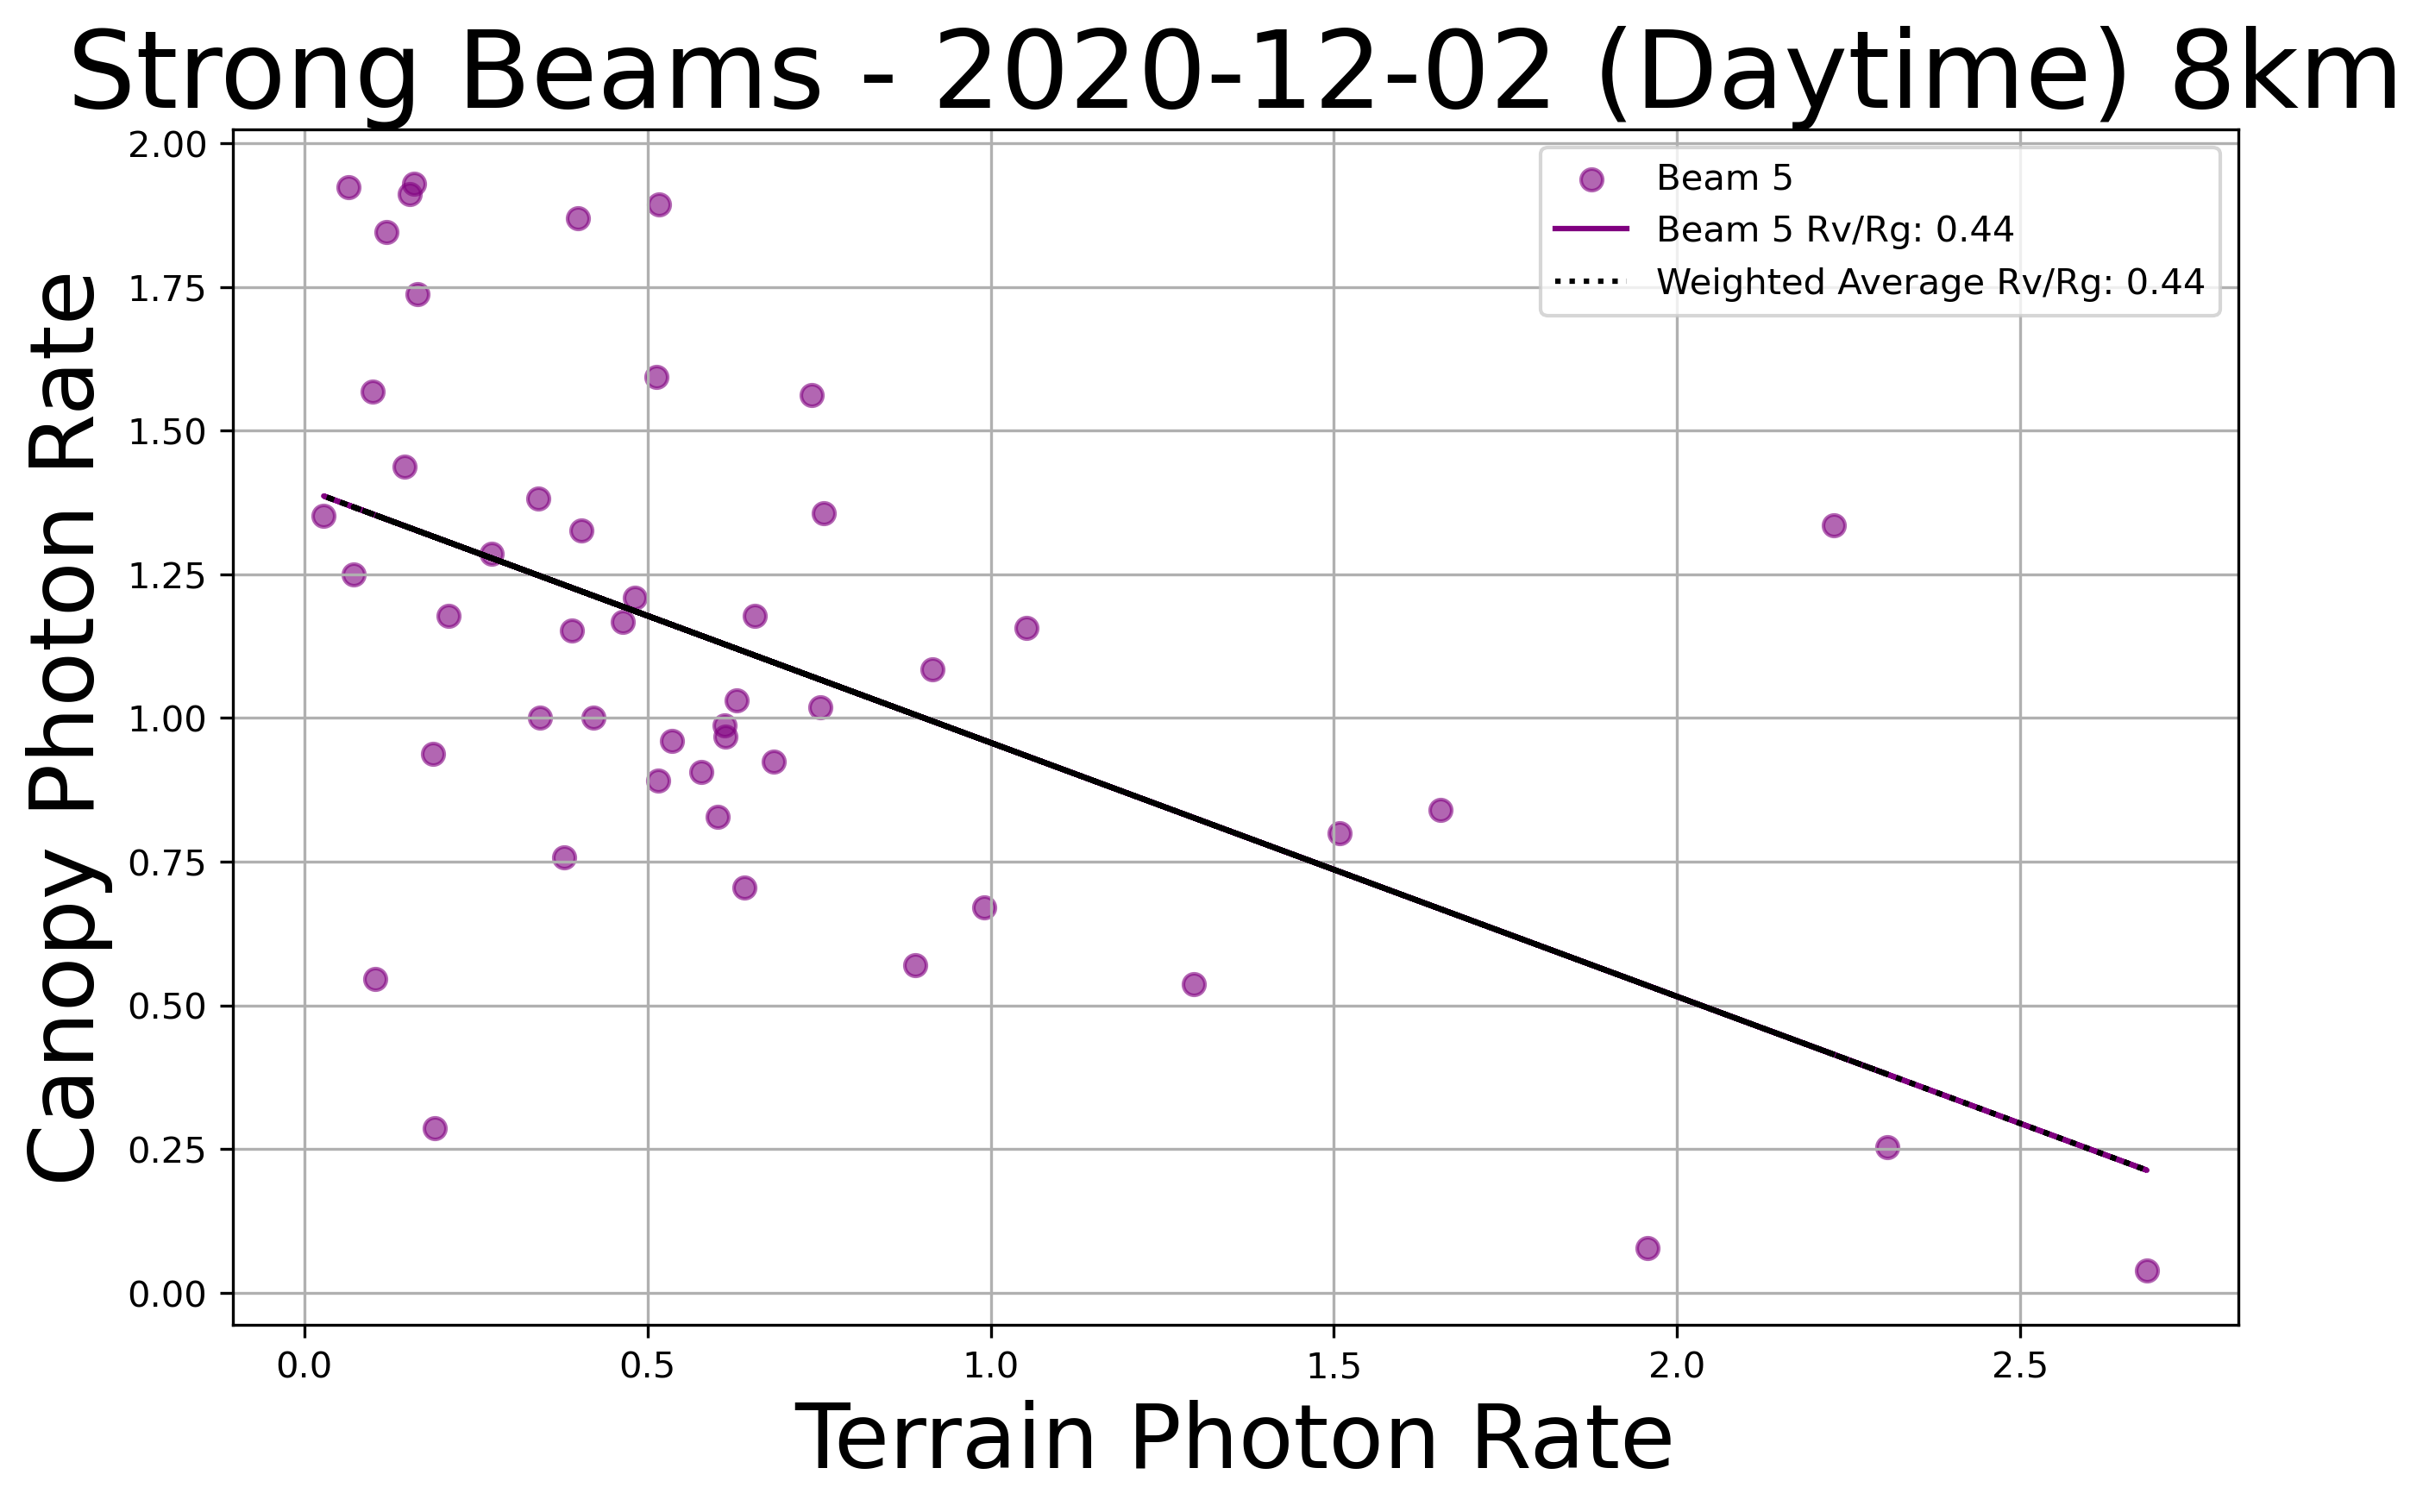 Strong Beams - 2020-12-02 (Daytime) 8km
Canopy Photon Rate
2.00
1.75
1.50
1.25
1.00
0.75
0.50
0.25
0.00
Beam 5
Beam 5 Rv/Rg: 0.44
Weighted Average Rv/Rg: 0.44
0.0 0.5 1.0 1.5 2.0 2.5
Terrain Photon Rate